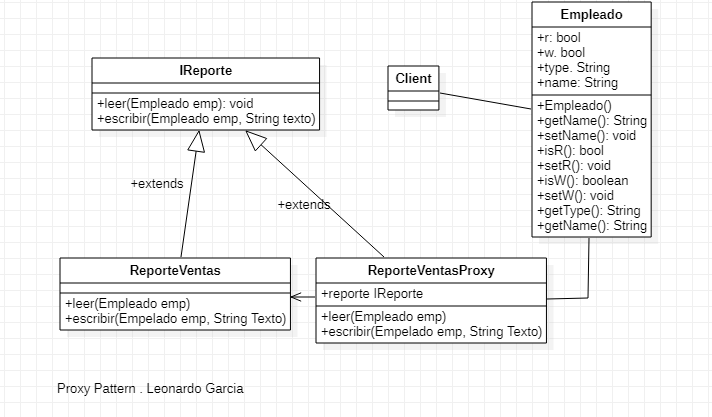 Empleado
+r: bool
+w. bool
+type. String
+name: String
+Empleado()
+getName(): String
+setName(): void
+isR(): bool
+setR(): void
+isW(): boolean
+setW(): void
+getType(): String
+getName(): String
IReporte
+leer(Empleado emp): void
+escribir(Empleado emp, String texto)
Client
+extends
+extends
ReporteVentas
+leer(Empleado emp)
+escribir(Empelado emp, String Texto)
ReporteVentasProxy
+reporte IReporte
+leer(Empleado emp)
+escribir(Empelado emp, String Texto)
Proxy Pattern . Leonardo Garcia